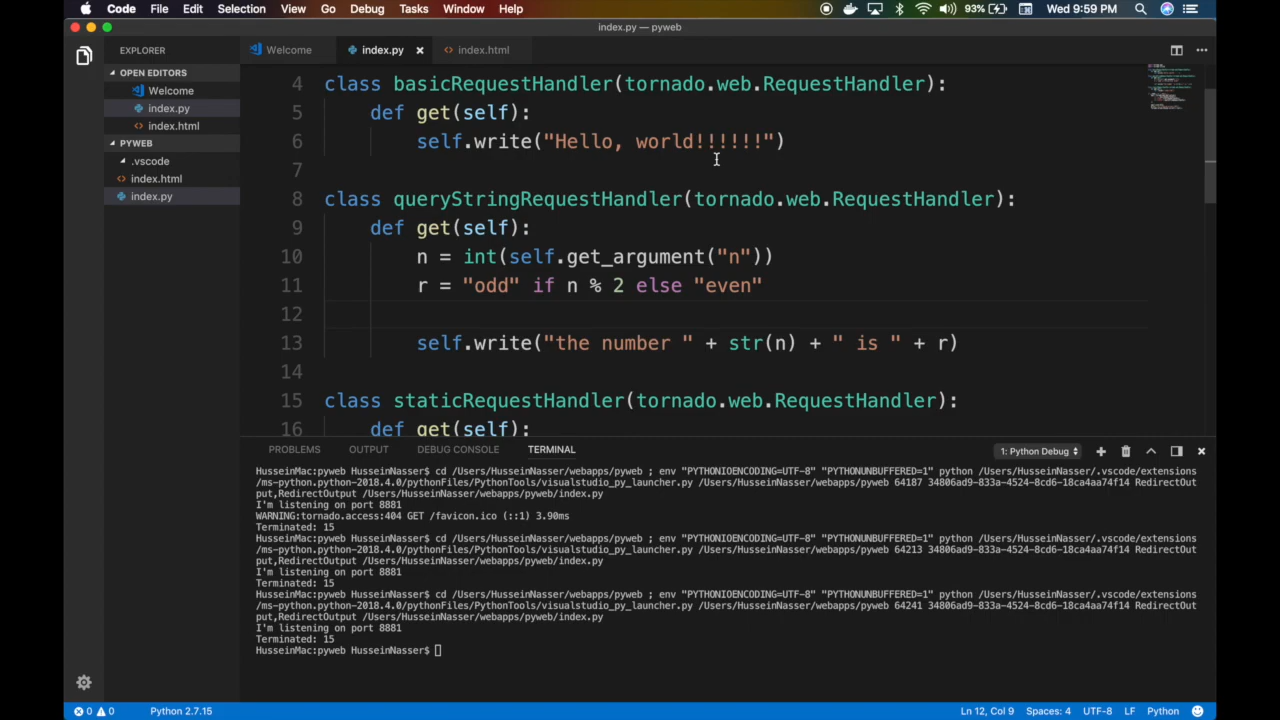 Code File Edit Selection View Go Debug Tasks Window Help 93% Wed 9:59 PM
index.py — pyweb
EXPLORER
Welcome index.py × index.html
OPEN EDITORS
Welcome
index.py
index.html
PYWEB
.vscode
index.html
index.py
4 class basicRequestHandler(tornado.web.RequestHandler):
5 def get(self):
6 self.write("Hello, world!!!!!!")
7
8 class queryStringRequestHandler(tornado.web.RequestHandler):
9 def get(self):
10 n = int(self.get_argument("n"))
11 r = "odd" if n % 2 else "even"
12
13 self.write("the number " + str(n) + " is " + r)
14
15 class staticRequestHandler(tornado.web.RequestHandler):
16 def get(self):
PROBLEMS OUTPUT DEBUG CONSOLE TERMINAL 1: Python Debug
HusseinMac:pyweb HusseinNasser$ cd /Users/HusseinNasser/webapps/pyweb ; env "PYTHONIOENCODING=UTF-8" "PYTHONUNBUFFERED=1" python /Users/HusseinNasser/.vscode/extensions
/ms-python.python-2018.4.0/pythonFiles/PythonTools/visualstudio_py_launcher.py /Users/HusseinNasser/webapps/pyweb 64187 34806ad9-833a-4524-8cd6-18ca4aa74f14 RedirectOut
put,RedirectOutput /Users/HusseinNasser/webapps/pyweb/index.py
I'm listening on port 8881
WARNING:tornado.access:404 GET /favicon.ico (::1) 3.90ms
Terminated: 15
HusseinMac:pyweb HusseinNasser$ cd /Users/HusseinNasser/webapps/pyweb ; env "PYTHONIOENCODING=UTF-8" "PYTHONUNBUFFERED=1" python /Users/HusseinNasser/.vscode/extensions
/ms-python.python-2018.4.0/pythonFiles/PythonTools/visualstudio_py_launcher.py /Users/HusseinNasser/webapps/pyweb 64213 34806ad9-833a-4524-8cd6-18ca4aa74f14 RedirectOut
put,RedirectOutput /Users/HusseinNasser/webapps/pyweb/index.py
I'm listening on port 8881
Terminated: 15
HusseinMac:pyweb HusseinNasser$ cd /Users/HusseinNasser/webapps/pyweb ; env "PYTHONIOENCODING=UTF-8" "PYTHONUNBUFFERED=1" python /Users/HusseinNasser/.vscode/extensions
/ms-python.python-2018.4.0/pythonFiles/PythonTools/visualstudio_py_launcher.py /Users/HusseinNasser/webapps/pyweb 64241 34806ad9-833a-4524-8cd6-18ca4aa74f14 RedirectOut
put,RedirectOutput /Users/HusseinNasser/webapps/pyweb/index.py
I'm listening on port 8881
Terminated: 15
HusseinMac:pyweb HusseinNasser$
0 0 Python 2.7.15 Ln 12, Col 9 Spaces: 4 UTF-8 LF Python